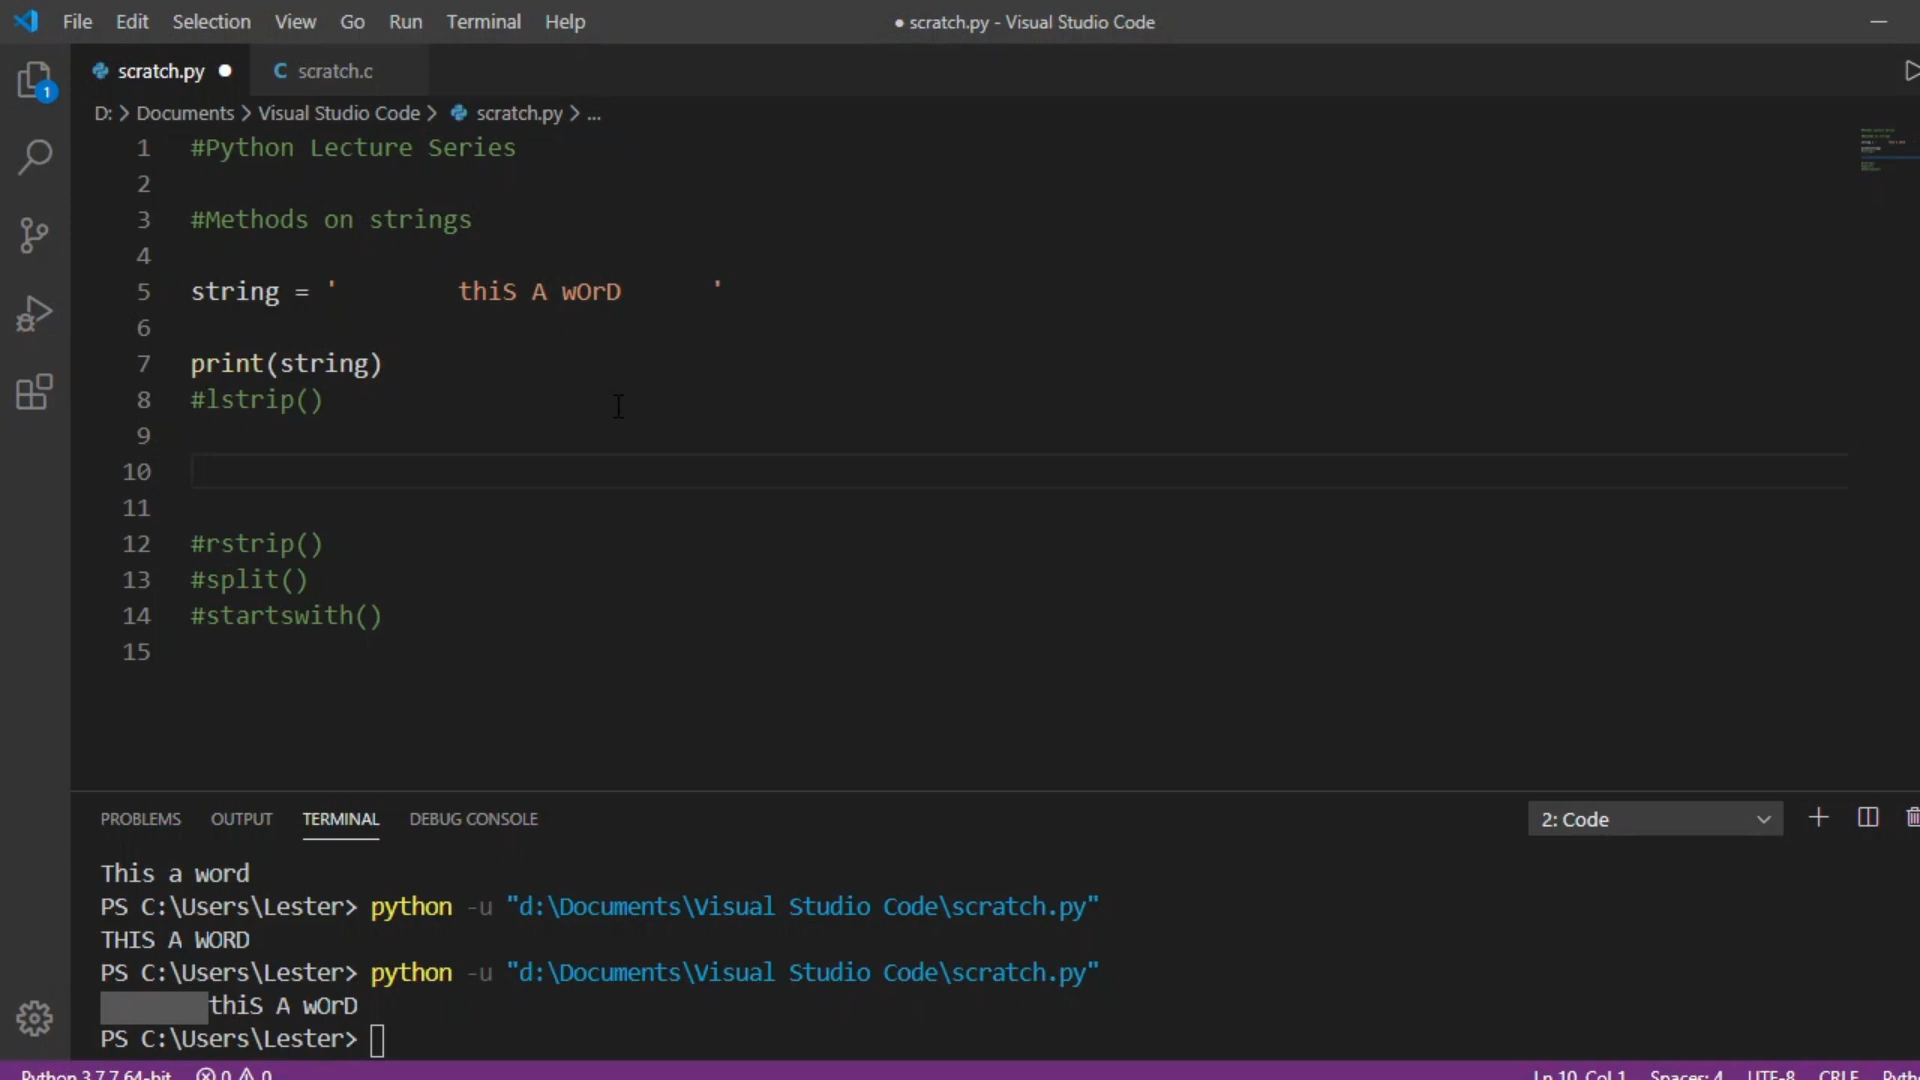 File Edit Selection View Go Run Terminal Help ● scratch.py - Visual Studio Code
scratch.py ● C scratch.c
1
D: > Documents > Visual Studio Code > scratch.py > ...
1 #Python Lecture Series
2
3 #Methods on strings
4
5 string = '        thiS A wOrD      '
6
7 print(string)
8 #lstrip()
9
10
11
12 #rstrip()
13 #split()
14 #startswith()
15
PROBLEMS OUTPUT TERMINAL DEBUG CONSOLE 2: Code
This a word
PS C:\Users\Lester> python -u "d:\Documents\Visual Studio Code\scratch.py"
THIS A WORD
PS C:\Users\Lester> python -u "d:\Documents\Visual Studio Code\scratch.py"
        thiS A wOrD
PS C:\Users\Lester>
Python 3.7.7 64-bit 0 0 Ln 10, Col 1 Spaces: 4 UTF-8 CRLF